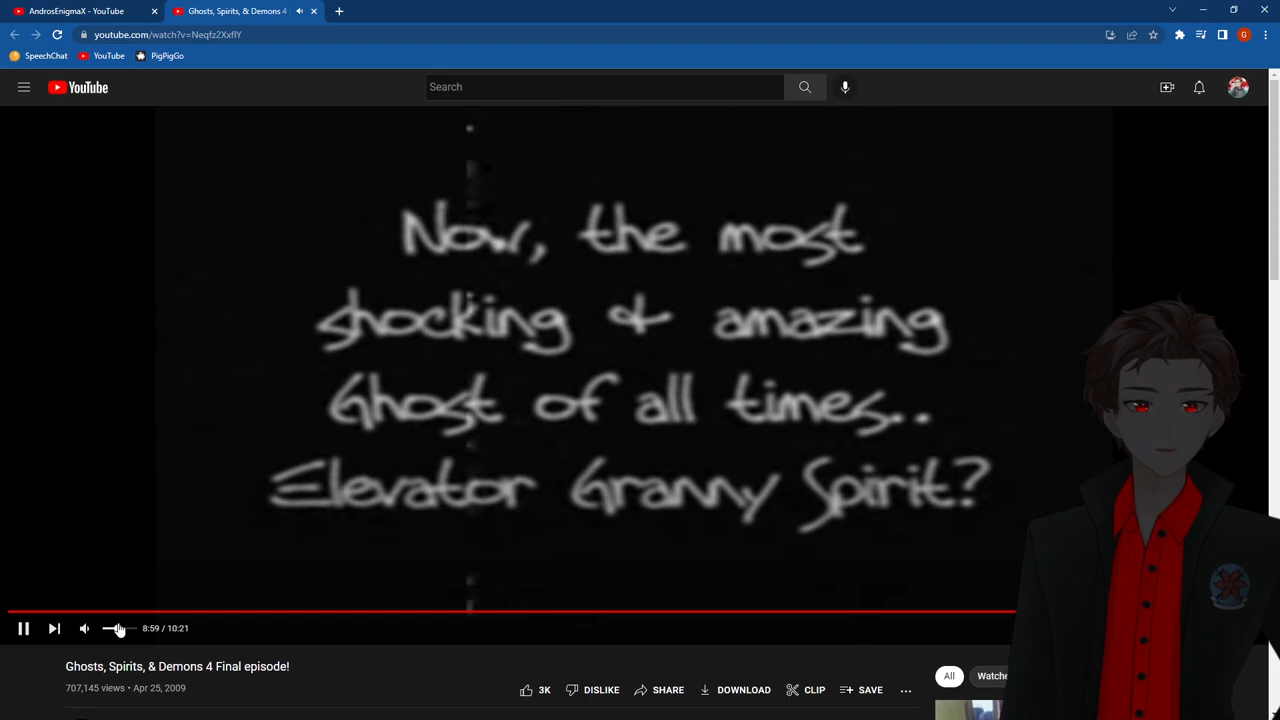 AndrosEnigmaX - YouTube
Ghosts, Spirits, & Demons 4
youtube.com/watch?v=Neqfz2XxflY
G
SpeechChat
YouTube
PigPigGo
YouTube
Search
Now, the most
shocking & amazing
Ghost of all times..
Elevator Granny Spirit?
8:59 / 10:21
Ghosts, Spirits, & Demons 4 Final episode!
707,145 views • Apr 25, 2009
3K
DISLIKE
SHARE
DOWNLOAD
CLIP
SAVE
All